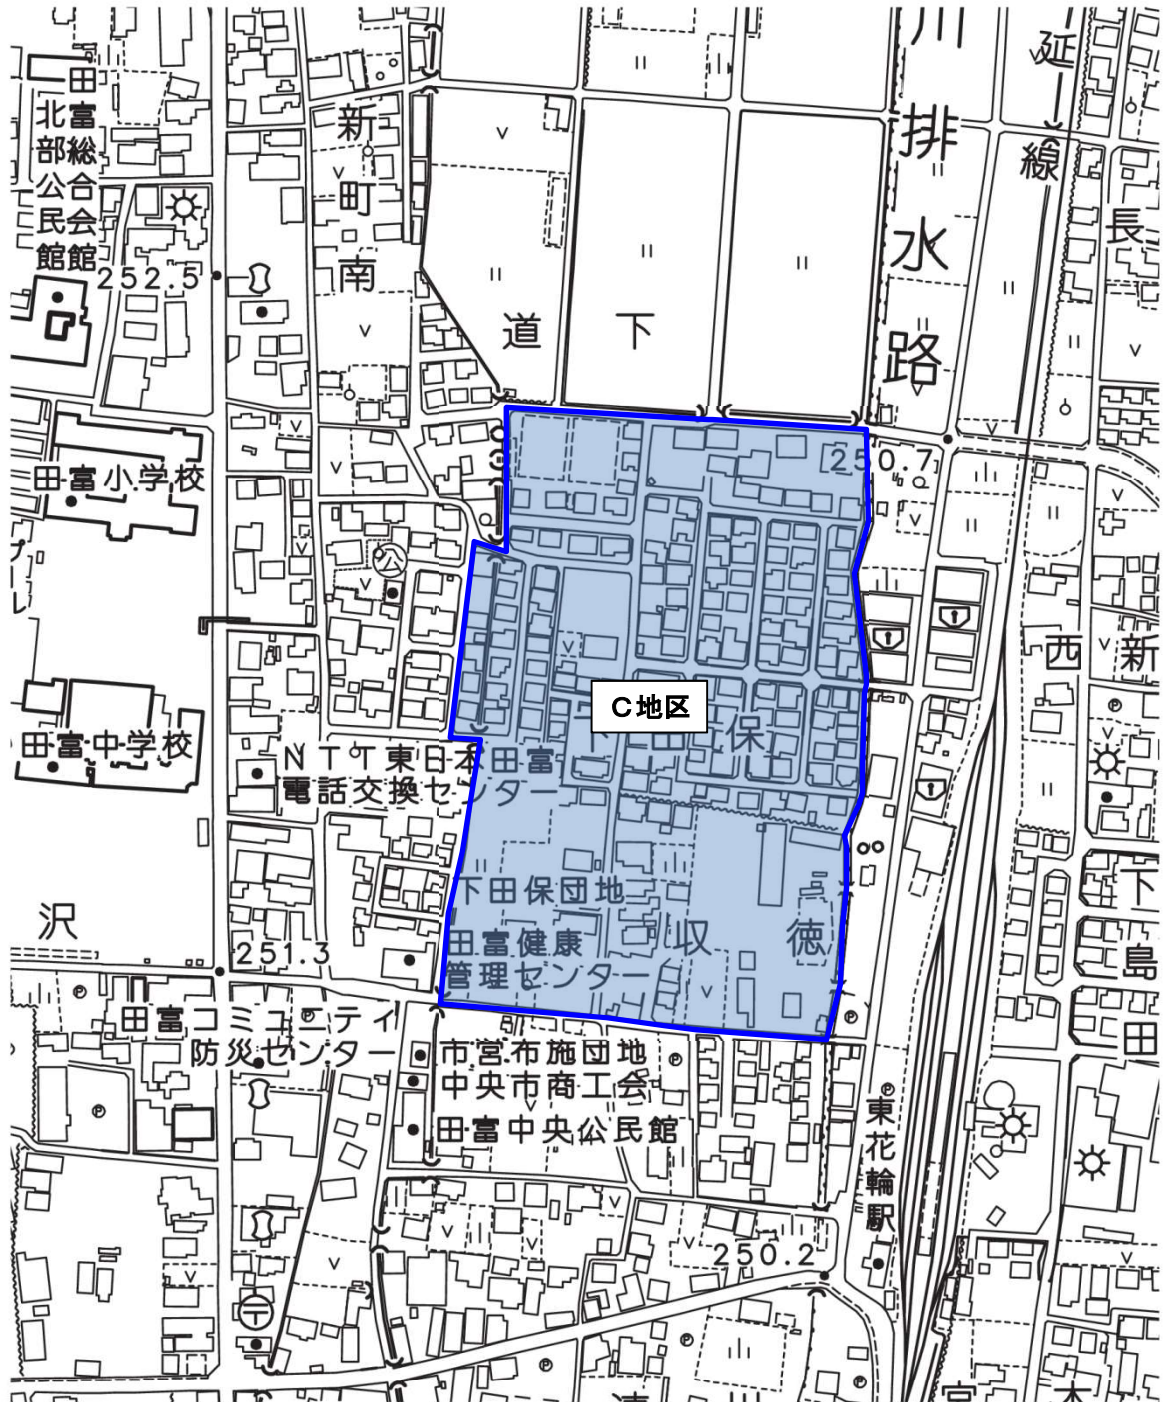 川
延
線
排
水
路
長
田富総合会館
北部公民館
新町南
252.5
道下
田富小学校
250.7
公
プール
西新
C地区
下田保
田富中学校
NTT東日本田富
電話交換センター
下田保団地
下島田
沢
収徳
251.3
田富健康
管理センター
田富コミュニティ
防災センター
市営布施団地
中央市商工会
田富中央公民館
東花輪駅
250.2